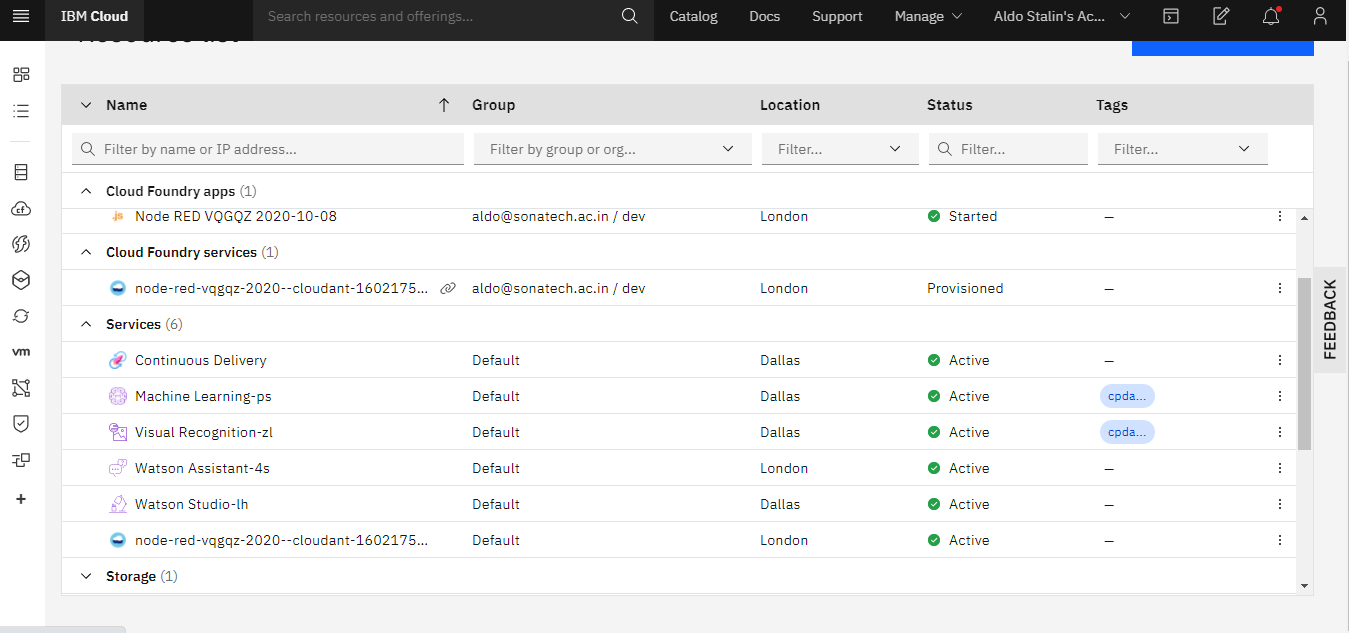 IBM Cloud
Search resources and offerings...
Catalog
Docs
Support
Manage
Aldo Stalin's Ac...
Resource list
Name
Group
Location
Status
Tags
Filter by name or IP address...
Filter by group or org...
Filter...
Filter...
Filter...
Cloud Foundry apps (1)
JS Node RED VQGQZ 2020-10-08 aldo@sonatech.ac.in / dev London Started –
Cloud Foundry services (1)
node-red-vqgqz-2020--cloudant-1602175... aldo@sonatech.ac.in / dev London Provisioned –
Services (6)
Continuous Delivery Default Dallas Active –
Machine Learning-ps Default Dallas Active cpda...
Visual Recognition-zl Default Dallas Active cpda...
Watson Assistant-4s Default London Active –
Watson Studio-lh Default Dallas Active –
node-red-vqgqz-2020--cloudant-1602175... Default London Active –
Storage (1)
cf
vm
FEEDBACK